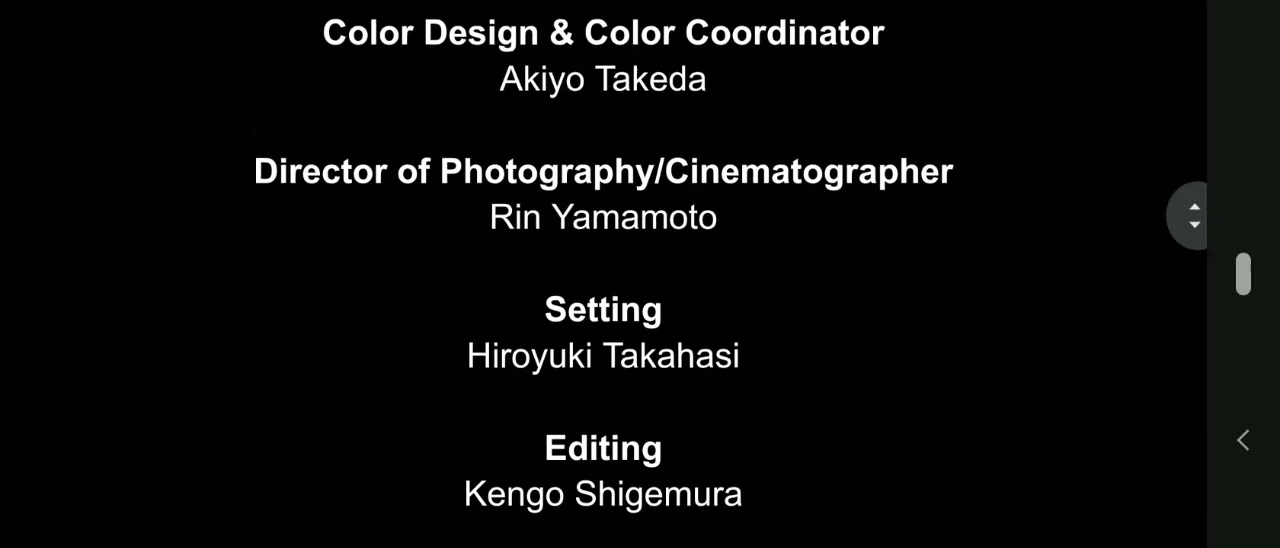 Color Design & Color Coordinator
Akiyo Takeda
Director of Photography/Cinematographer
Rin Yamamoto
Setting
Hiroyuki Takahasi
Editing
Kengo Shigemura